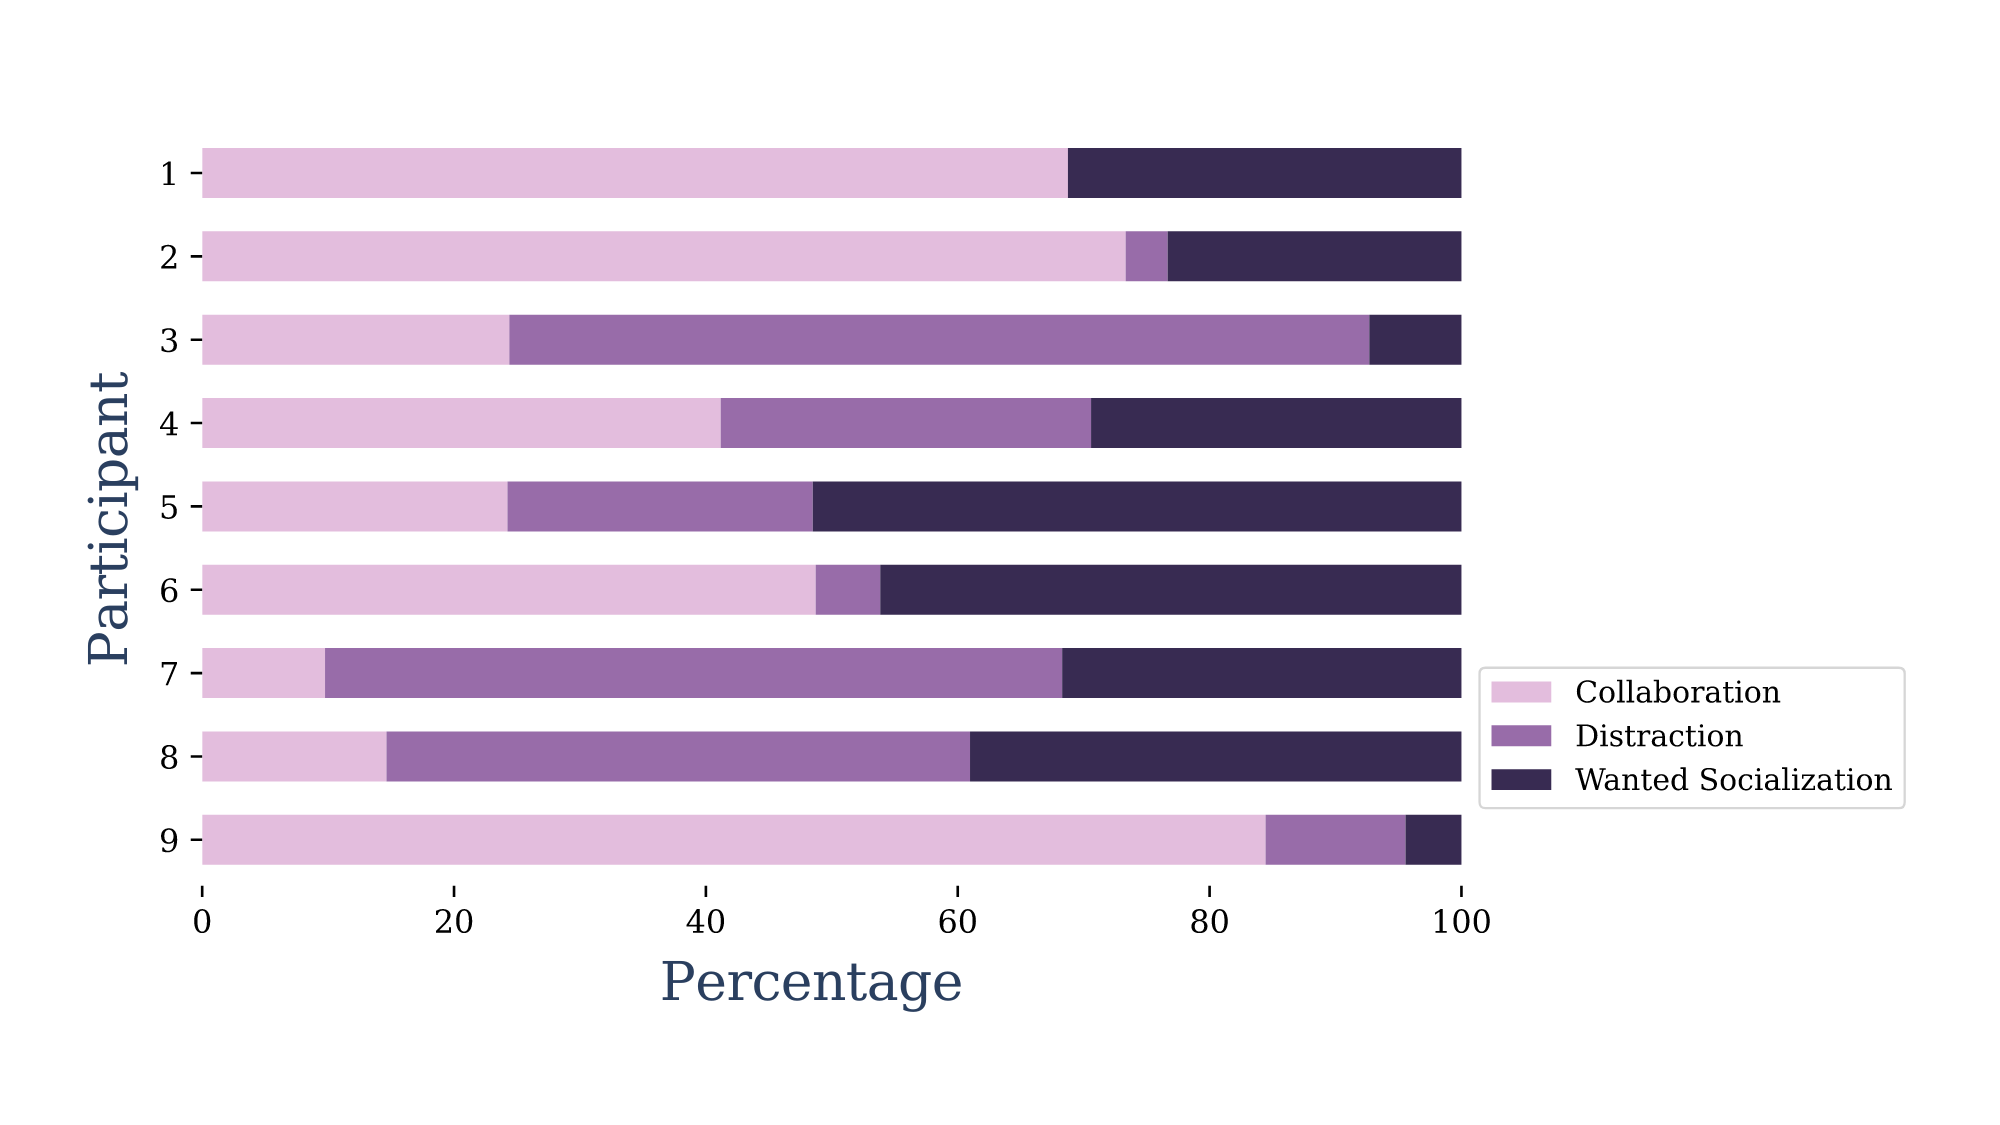 Participant
1
2
3
4
5
6
7
8
9
0 20 40 60 80 100
Percentage
Collaboration
Distraction
Wanted Socialization